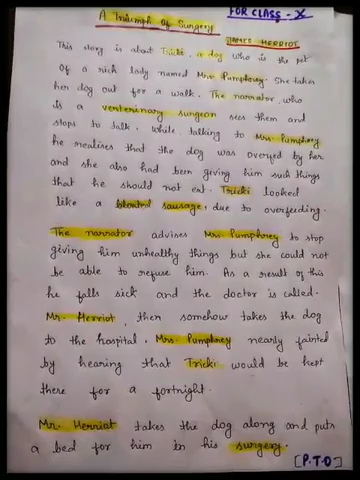 FOR CLASS - X
A Triumph Of Surgery
JAMES HERRIOT
This story is about Tricki, a dog who is the pet
Of a rich lady named Mrs Pumphrey. She takes
her dog out for a walk. The narrator, who
is a verterinary surgeon sees them and
stops to talk. While talking to Mrs. Pumphrey
he realises that the dog was overfed by her
and she also had been giving him such things
that he should not eat. Tricki looked
like a bloated sausage, due to overfeeding.
The narrator advises Mrs. Pumphrey to stop
giving him unhealthy things but she could not
be able to refuse him. As a result of this
he falls sick and the doctor is called.
Mr. Herriot, then somehow takes the dog
to the hospital. Mrs. Pumphrey nearly fainted
by hearing that Tricki would be kept
there for a fortnight.
Mr. Herriot takes the dog along and puts
a bed for him in his surgery.
[P.T.O]